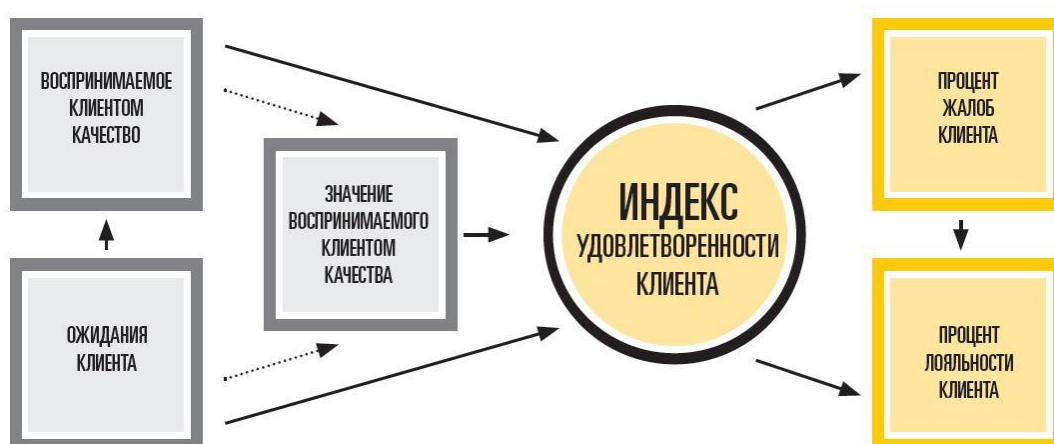 ВОСПРИНИМАЕМОЕ
КЛИЕНТОМ
КАЧЕСТВО
ОЖИДАНИЯ
КЛИЕНТА
ЗНАЧЕНИЕ
ВОСПРИНИМАЕМОГО
КЛИЕНТОМ
КАЧЕСТВА
ИНДЕКС
УДОВЛЕТВОРЕННОСТИ
КЛИЕНТА
ПРОЦЕНТ
ЖАЛОБ
КЛИЕНТА
ПРОЦЕНТ
ЛОЯЛЬНОСТИ
КЛИЕНТА